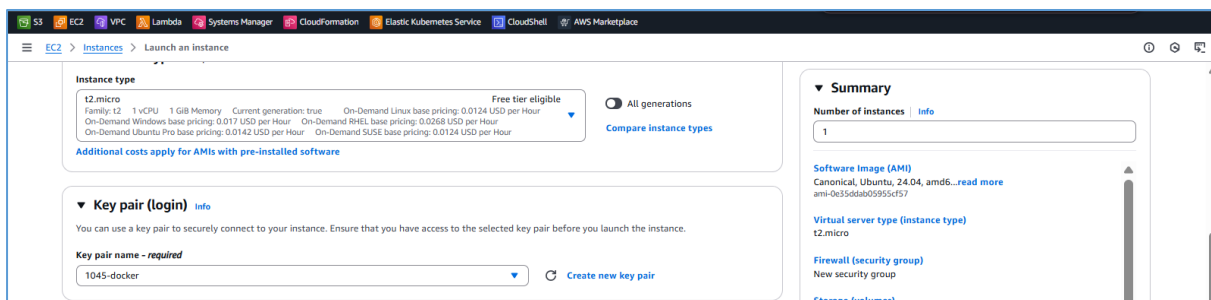 S3 EC2 VPC Lambda Systems Manager CloudFormation Elastic Kubernetes Service CloudShell AWS Marketplace
EC2 > Instances > Launch an instance
Instance type
t2.micro Free tier eligible
Family: t2 1 vCPU 1 GiB Memory Current generation: true On-Demand Linux base pricing: 0.0124 USD per Hour
On-Demand Windows base pricing: 0.017 USD per Hour On-Demand RHEL base pricing: 0.0268 USD per Hour
On-Demand Ubuntu Pro base pricing: 0.0142 USD per Hour On-Demand SUSE base pricing: 0.0124 USD per Hour
All generations
Compare instance types
Additional costs apply for AMIs with pre-installed software
Key pair (login) Info
You can use a key pair to securely connect to your instance. Ensure that you have access to the selected key pair before you launch the instance.
Key pair name - required
1045-docker
Create new key pair
Summary
Number of instances | Info
1
Software Image (AMI)
Canonical, Ubuntu, 24.04, amd6...read more
ami-0e35ddab05955cf57
Virtual server type (instance type)
t2.micro
Firewall (security group)
New security group
Storage (volumes)